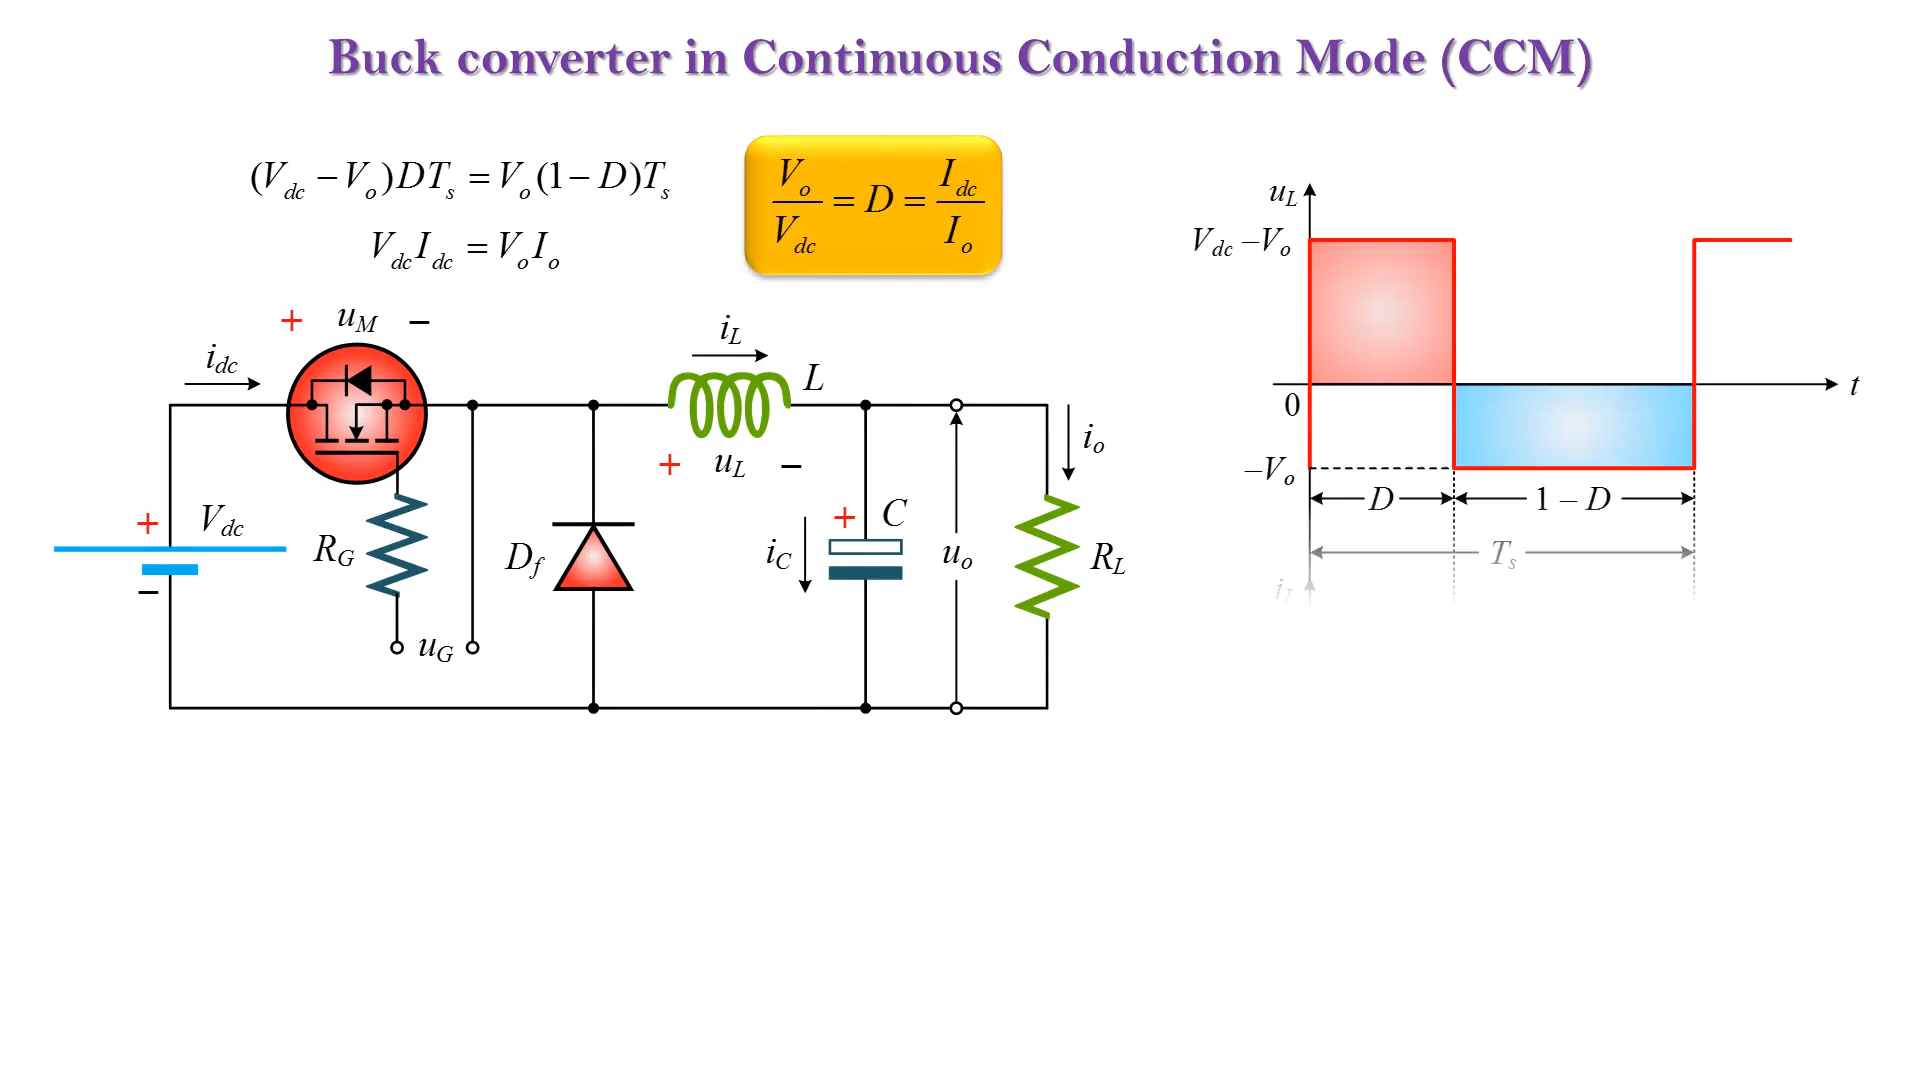 Buck converter in Continuous Conduction Mode (CCM)
(V_dc − V_o)DT_s = V_o(1 − D)T_s
V_dc I_dc = V_o I_o
V_o / V_dc = D = I_dc / I_o
+ u_M −
i_dc
i_L
L
+ u_L −
+ V_dc −
R_G
u_G
D_f
i_C
+ C
u_o
i_o
R_L
u_L
V_dc − V_o
0
t
−V_o
D
1 − D
T_s
i_L